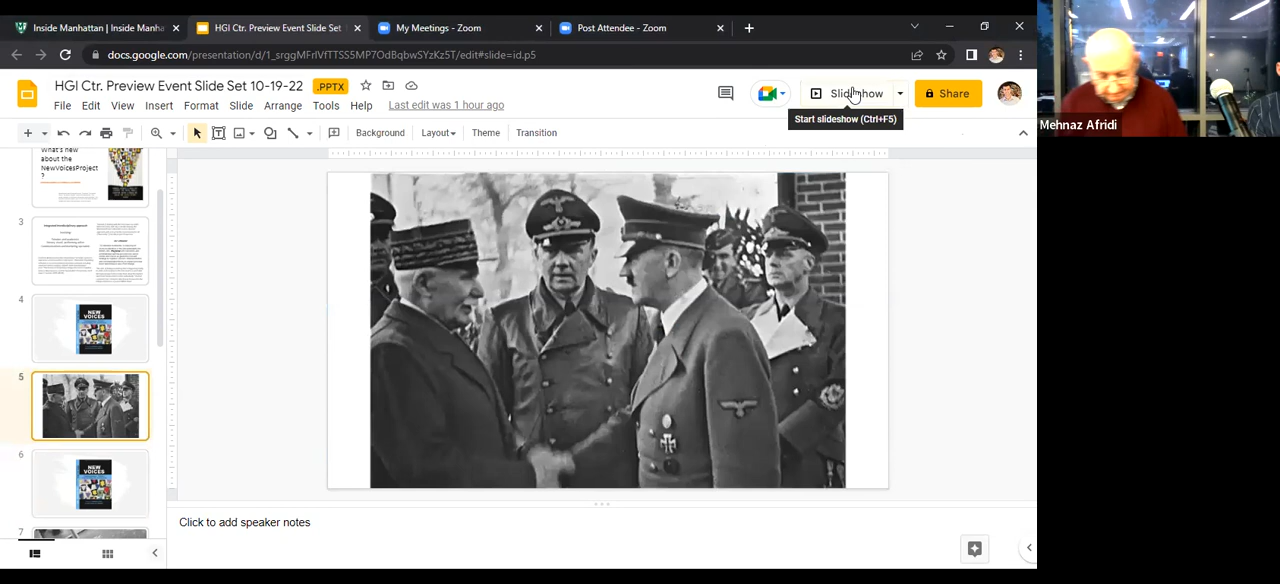 Inside Manhattan | Inside Manha
HGI Ctr. Preview Event Slide Set
My Meetings - Zoom
Post Attendee - Zoom
docs.google.com/presentation/d/1_srggMFrIVfTTSS5MP7OdBqbwSYzKz5T/edit#slide=id.p5
HGI Ctr. Preview Event Slide Set 10-19-22
.PPTX
File Edit View Insert Format Slide Arrange Tools Help Last edit was 1 hour ago
Slideshow
Share
Start slideshow (Ctrl+F5)
Background Layout Theme Transition
What's new
about the
NewVoicesProject
?
3
4
NEW
VOICES
5
6
NEW
VOICES
7
Click to add speaker notes
Mehnaz Afridi